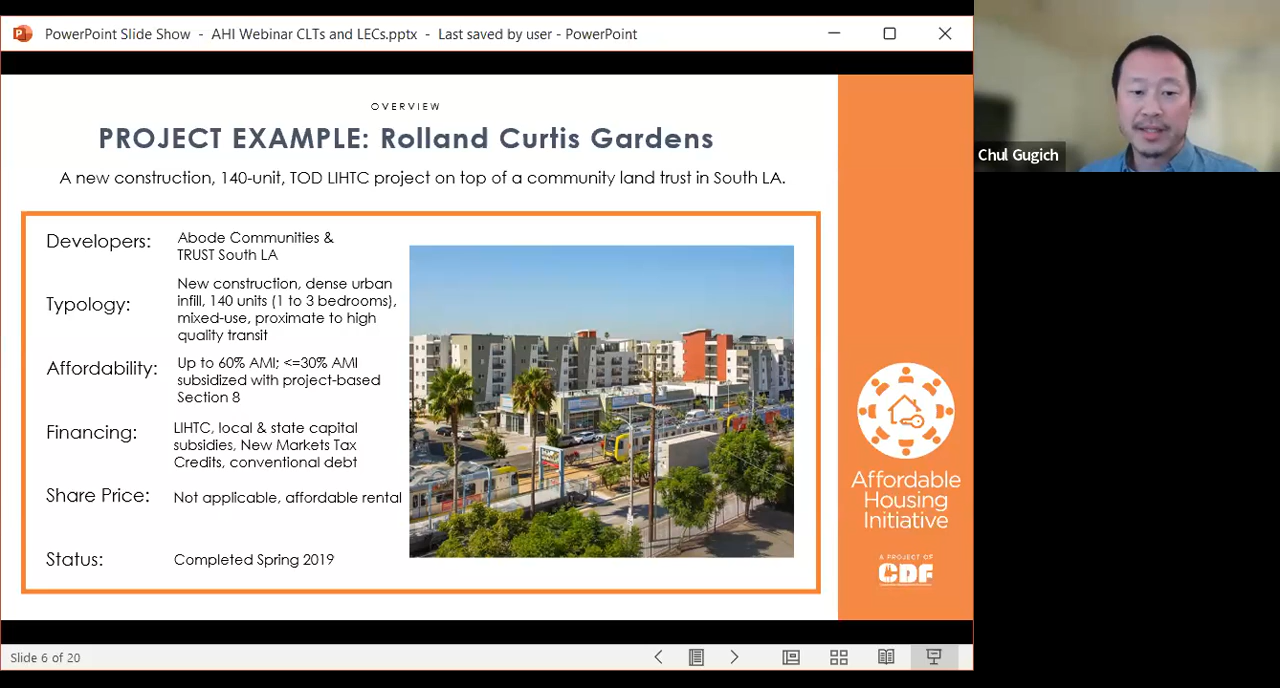 PowerPoint Slide Show - AHI Webinar CLTs and LECs.pptx - Last saved by user - PowerPoint
OVERVIEW
PROJECT EXAMPLE: Rolland Curtis Gardens
A new construction, 140-unit, TOD LIHTC project on top of a community land trust in South LA.
Developers:
Abode Communities &
TRUST South LA
Typology:
New construction, dense urban
infill, 140 units (1 to 3 bedrooms),
mixed-use, proximate to high
quality transit
Affordability:
Up to 60% AMI; <=30% AMI
subsidized with project-based
Section 8
Financing:
LIHTC, local & state capital
subsidies, New Markets Tax
Credits, conventional debt
Share Price:
Not applicable, affordable rental
Status:
Completed Spring 2019
Affordable
Housing
Initiative
A PROJECT OF
CDF
Chul Gugich
Slide 6 of 20